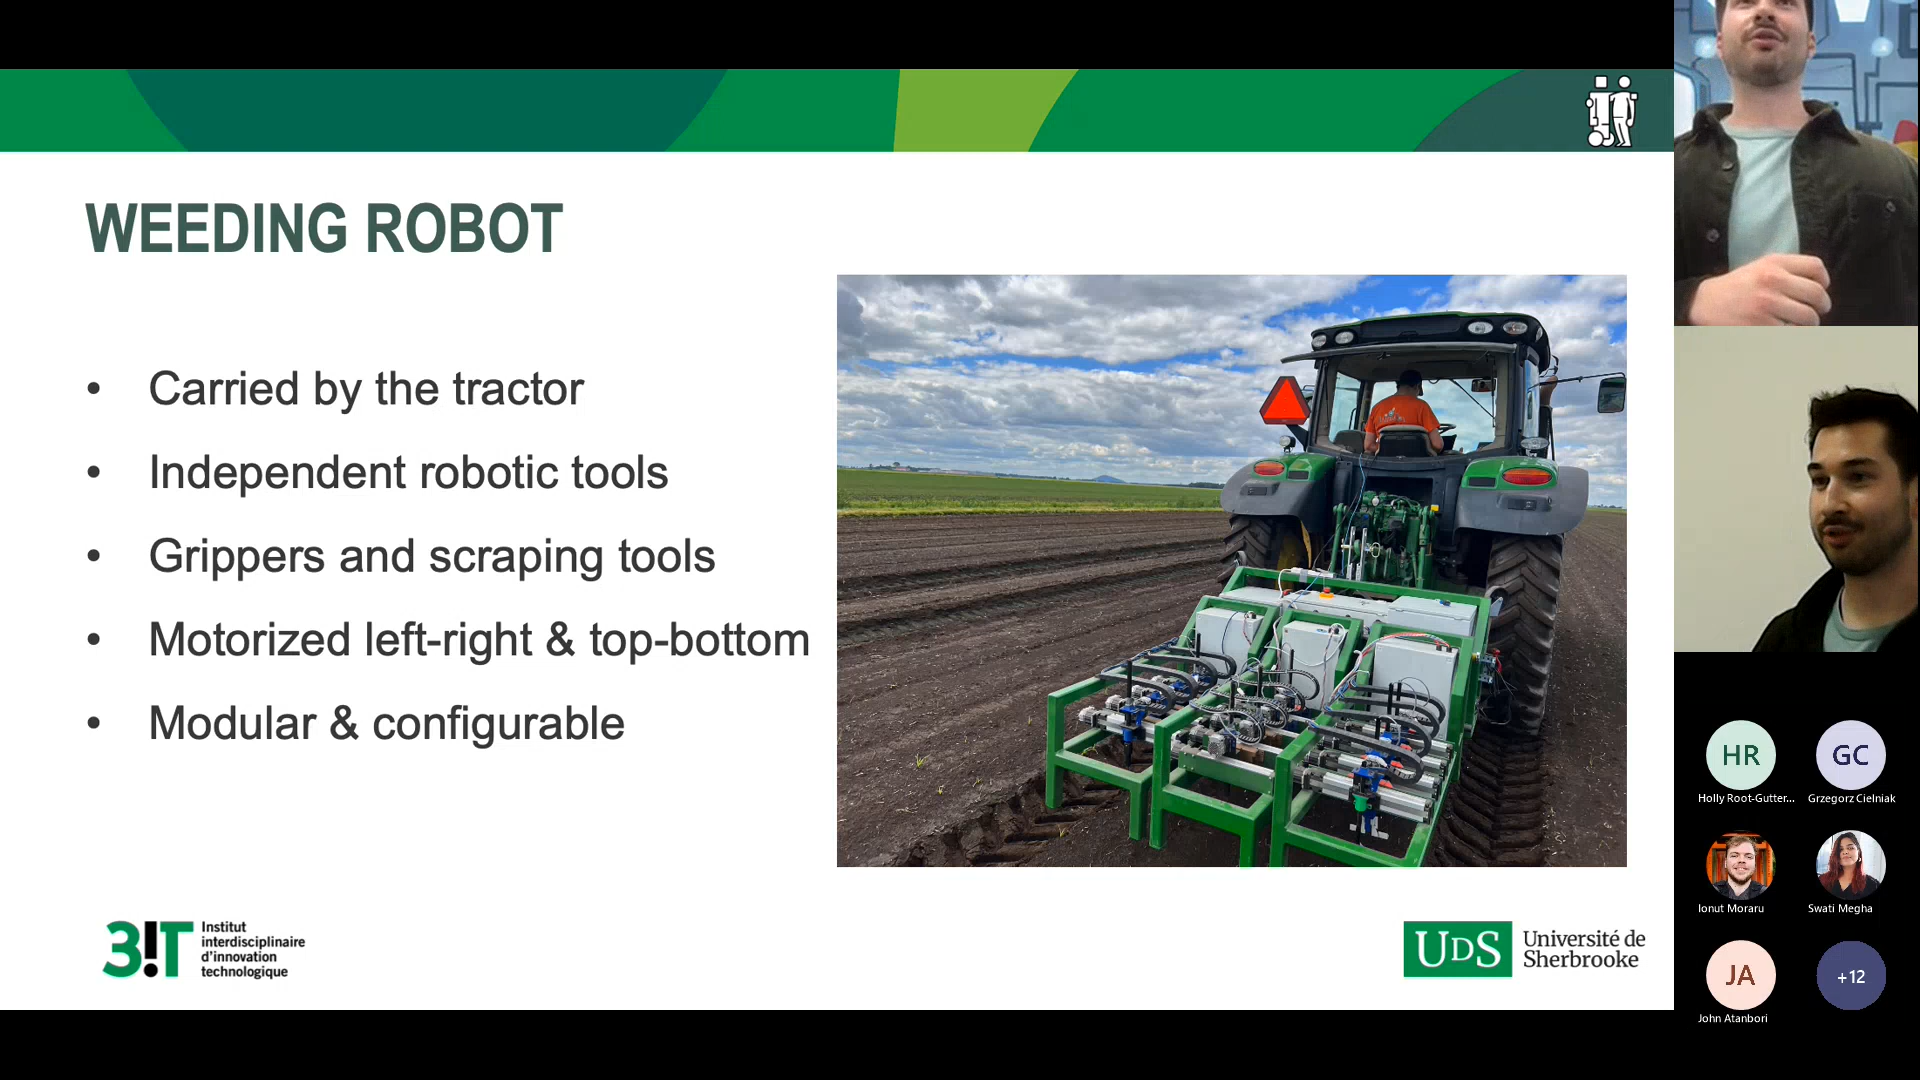 WEEDING ROBOT
• Carried by the tractor
• Independent robotic tools
• Grippers and scraping tools
• Motorized left-right & top-bottom
• Modular & configurable
3!T
Institut
interdisciplinaire
d'innovation
technologique
UDS
Université de
Sherbrooke
HR
Holly Root-Gutter...
GC
Grzegorz Cielniak
Ionut Moraru
Swati Megha
JA
John Atanbori
+12